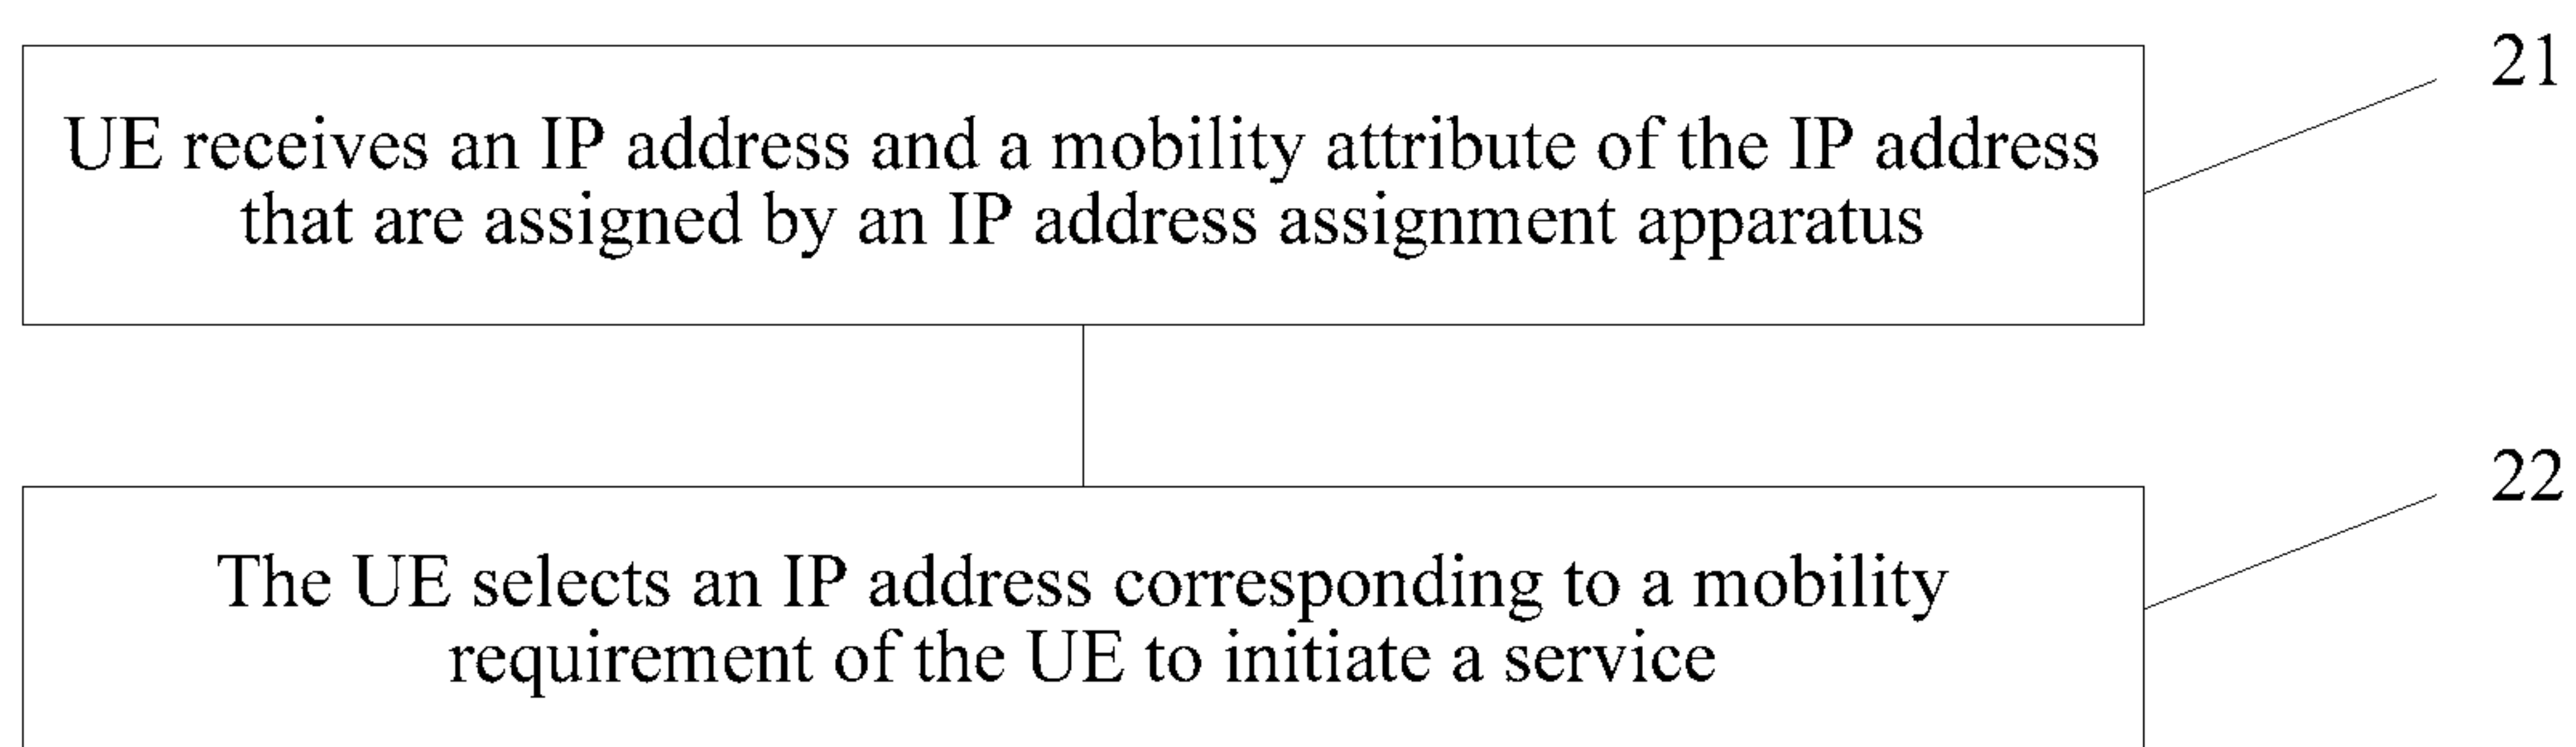 21
UE receives an IP address and a mobility attribute of the IP address
that are assigned by an IP address assignment apparatus
22
The UE selects an IP address corresponding to a mobility
requirement of the UE to initiate a service